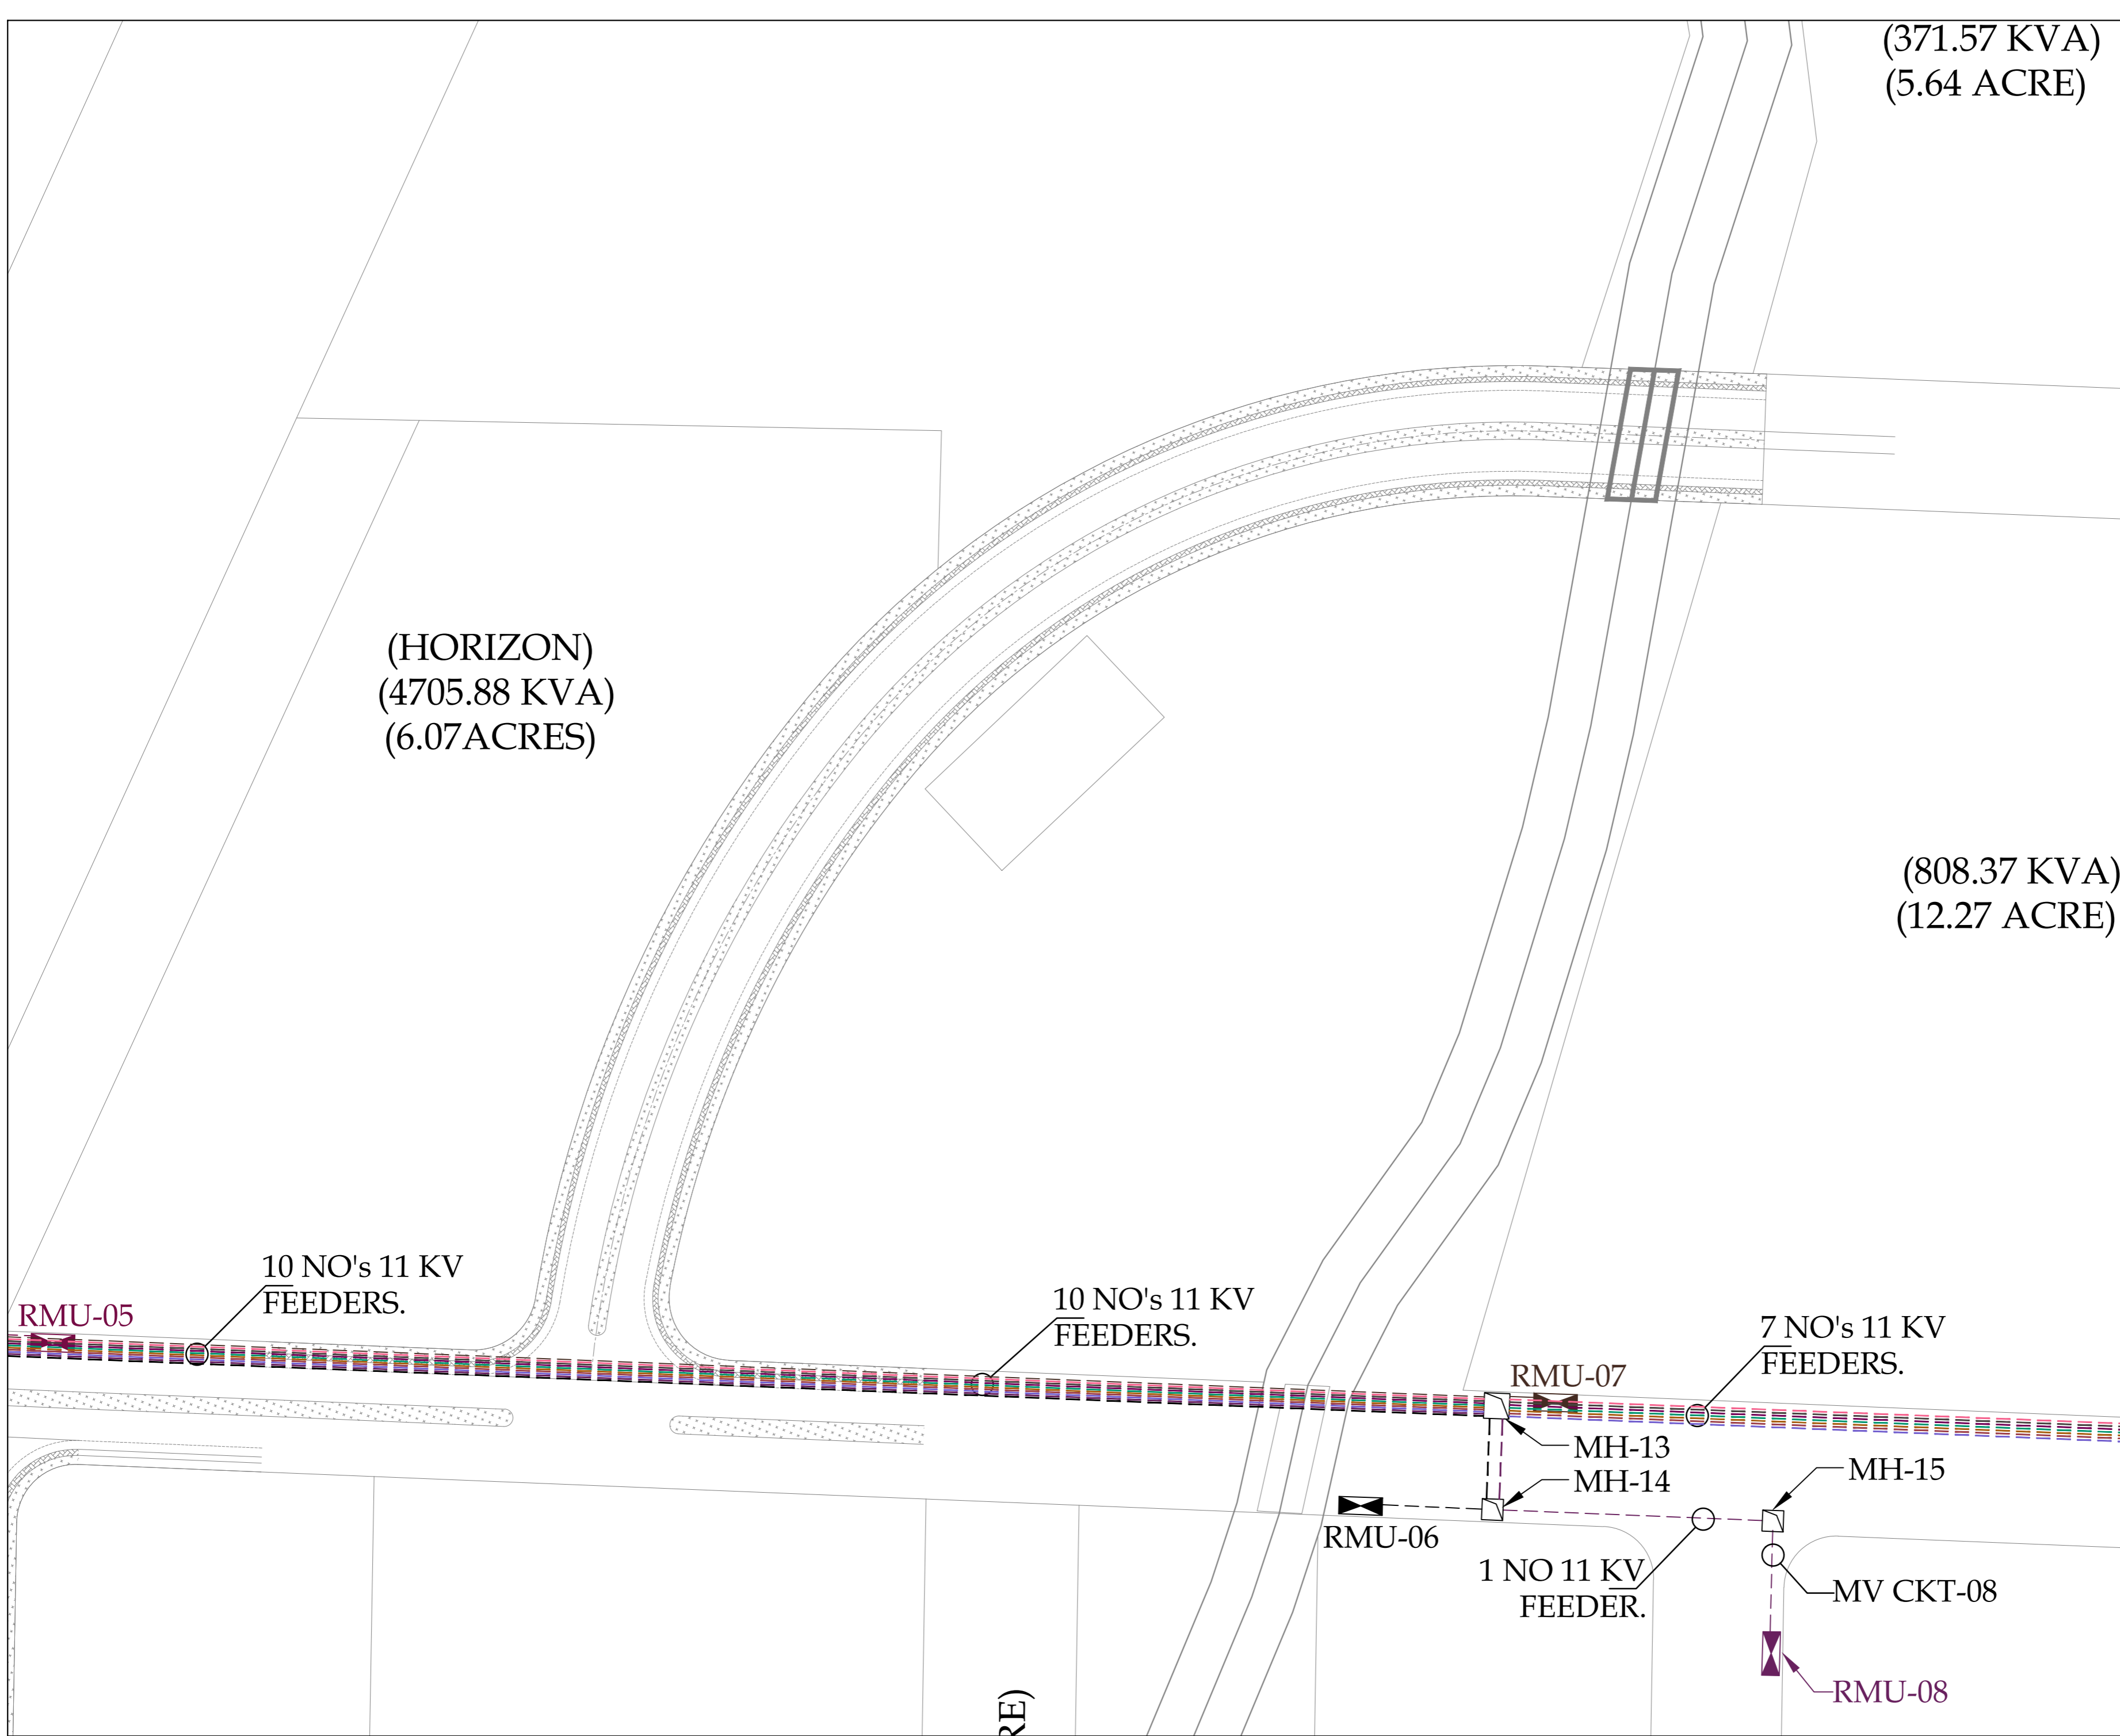 (371.57 KVA)
(5.64 ACRE)
(HORIZON)
(4705.88 KVA)
(6.07ACRES)
(808.37 KVA)
(12.27 ACRE)
10 NO's 11 KV
FEEDERS.
RMU-05
10 NO's 11 KV
FEEDERS.
7 NO's 11 KV
FEEDERS.
RMU-07
MH-13
MH-14
MH-15
RMU-06
1 NO 11 KV
FEEDER.
MV CKT-08
RMU-08
RE)